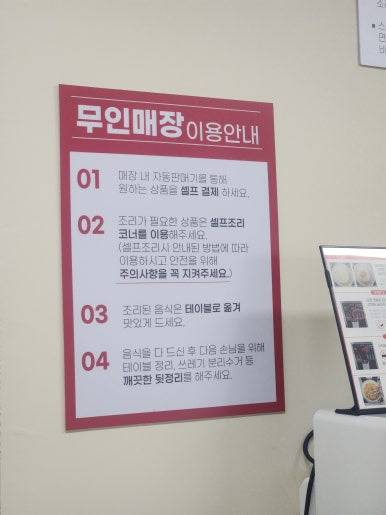 무인매장 이용안내
01 매장 내 자동판매기를 통해
원하는 상품을 셀프 결제 하세요.
02 조리가 필요한 상품은 셀프조리
코너를 이용해주세요.
(셀프조리시 안내된 방법에 따라
이용하시고 안전을 위해
주의사항을 꼭 지켜주세요.)
03 조리된 음식은 테이블로 옮겨
맛있게 드세요.
04 음식을 다 드신 후 다음 손님을 위해
테이블 정리, 쓰레기 분리수거 등
깨끗한 뒷정리를 해주세요.